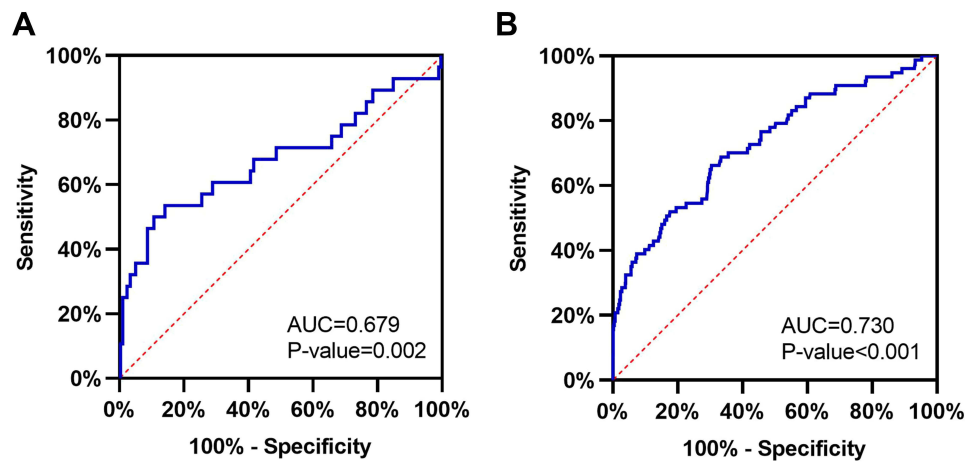 A
100%
80%
60%
40%
20%
0%
Sensitivity
AUC=0.679
P-value=0.002
0% 20% 40% 60% 80% 100%
100% - Specificity
B
100%
80%
60%
40%
20%
0%
Sensitivity
AUC=0.730
P-value<0.001
0% 20% 40% 60% 80% 100%
100% - Specificity